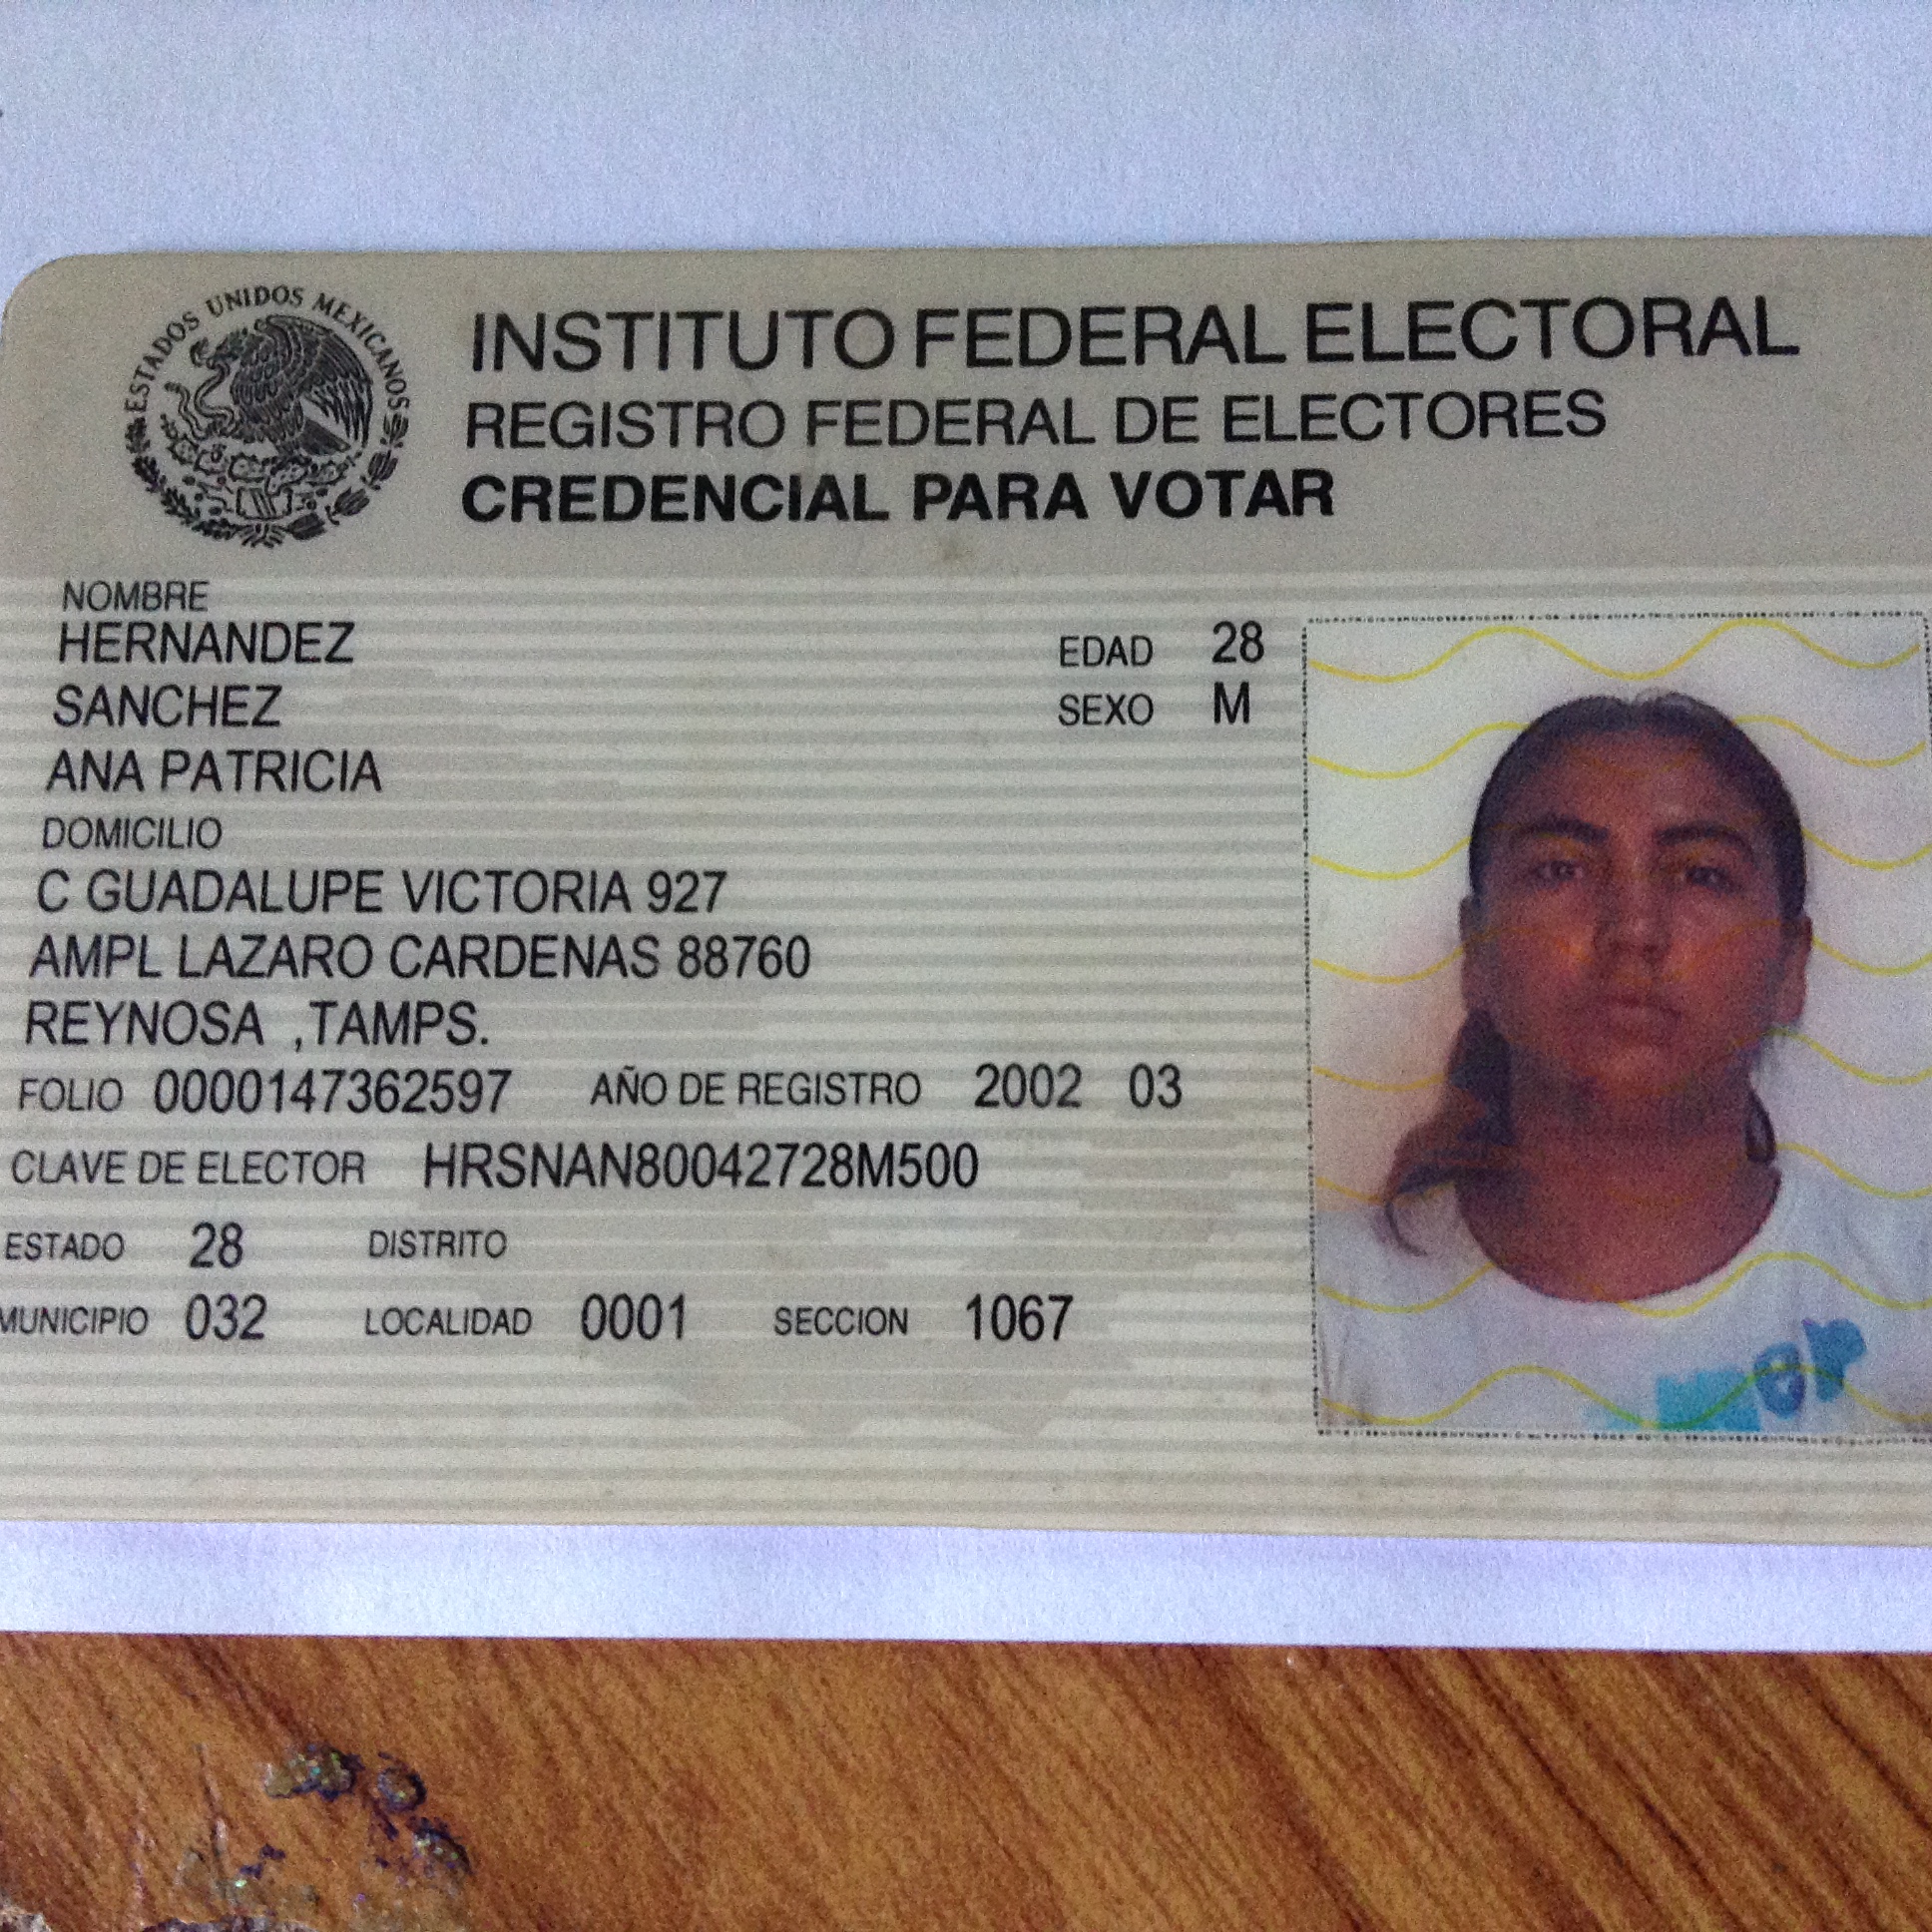 ESTADOS UNIDOS MEXICANOS
INSTITUTO FEDERAL ELECTORAL
REGISTRO FEDERAL DE ELECTORES
CREDENCIAL PARA VOTAR
NOMBRE
HERNANDEZ
SANCHEZ
ANA PATRICIA
EDAD 28
SEXO M
DOMICILIO
C GUADALUPE VICTORIA 927
AMPL LAZARO CARDENAS 88760
REYNOSA ,TAMPS.
FOLIO 0000147362597 AÑO DE REGISTRO 2002 03
CLAVE DE ELECTOR HRSNAN80042728M500
ESTADO 28 DISTRITO
MUNICIPIO 032 LOCALIDAD 0001 SECCION 1067